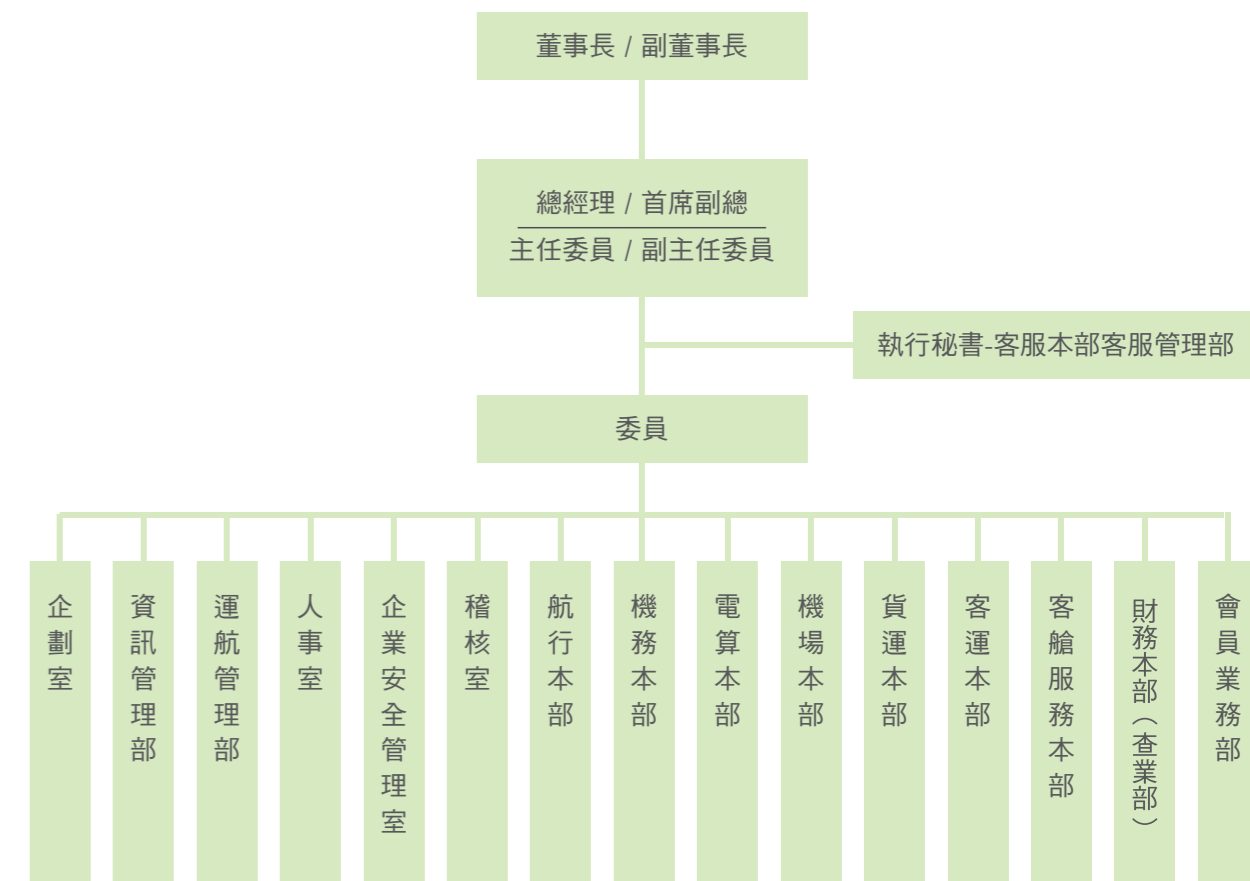 董事長 / 副董事長
總經理 / 首席副總
主任委員 / 副主任委員
執行秘書-客服本部客服管理部
委員
企劃室
資訊管理部
運航管理部
人事室
企業安全管理室
稽核室
航行本部
機務本部
電算本部
機場本部
貨運本部
客運本部
客艙服務本部
財務本部（查業部）
會員業務部